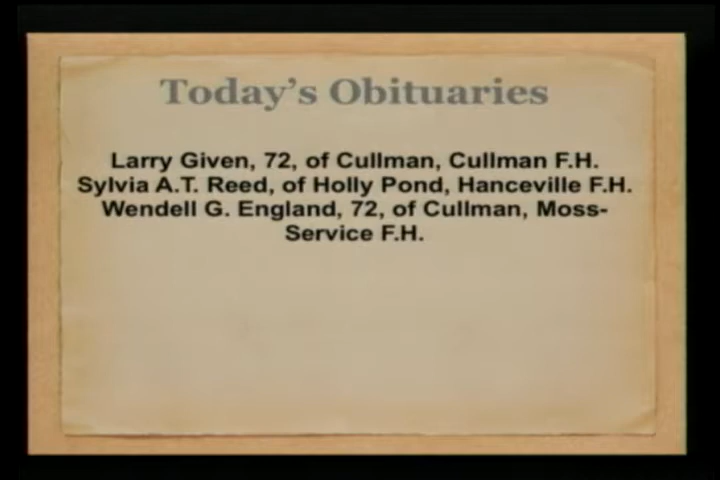 Today's Obituaries
Larry Given, 72, of Cullman, Cullman F.H.
Sylvia A.T. Reed, of Holly Pond, Hanceville F.H.
Wendell G. England, 72, of Cullman, Moss-
Service F.H.